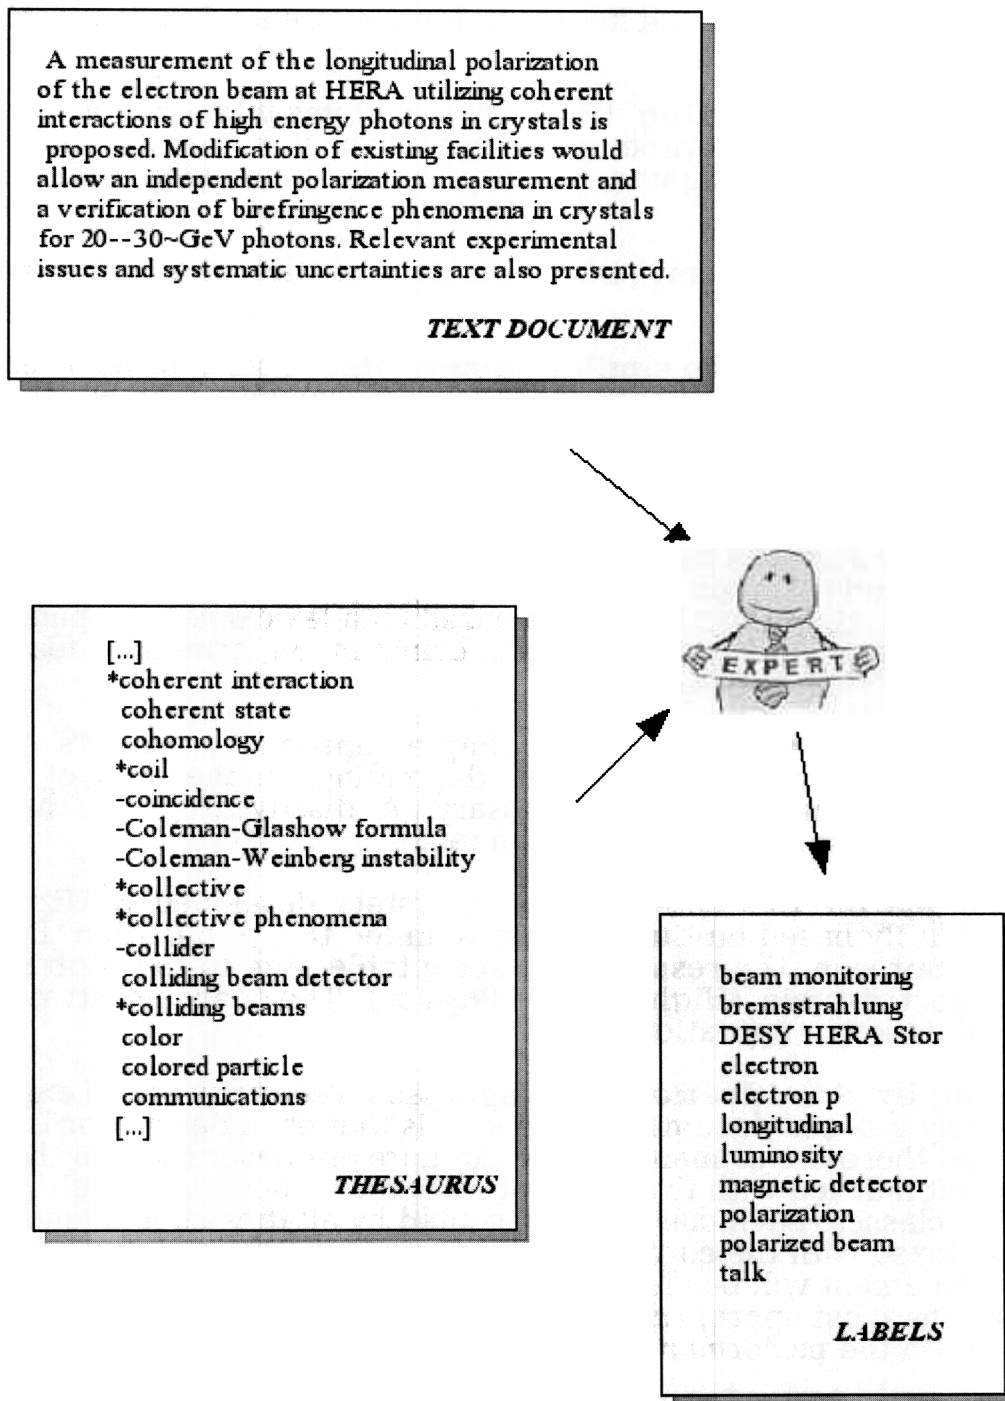 A measurement of the longitudinal polarization
of the electron beam at HERA utilizing coherent
interactions of high energy photons in crystals is
proposed. Modification of existing facilities would
allow an independent polarization measurement and
a verification of birefringence phenomena in crystals
for 20--30~GeV photons. Relevant experimental
issues and systematic uncertainties are also presented.
TEXT DOCUMENT
EXPERT
[...]
*coherent interaction
coherent state
cohomology
*coil
-coincidence
-Coleman-Glashow formula
-Coleman-Weinberg instability
*collective
*collective phenomena
-collider
colliding beam detector
*colliding beams
color
colored particle
communications
[...]
THESAURUS
beam monitoring
bremsstrahlung
DESY HERA Stor
electron
electron p
longitudinal
luminosity
magnetic detector
polarization
polarized beam
talk
LABELS